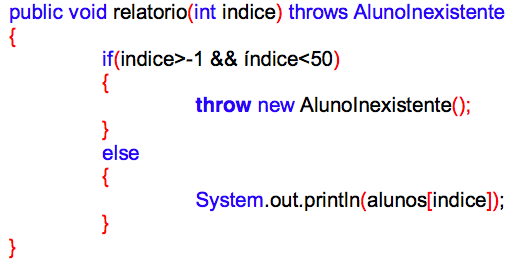 public void relatorio(int indice) throws AlunoInexistente
{
if(indice>-1 && índice<50)
{
throw new AlunoInexistente();
}
else
{
System.out.println(alunos[indice]);
}
}